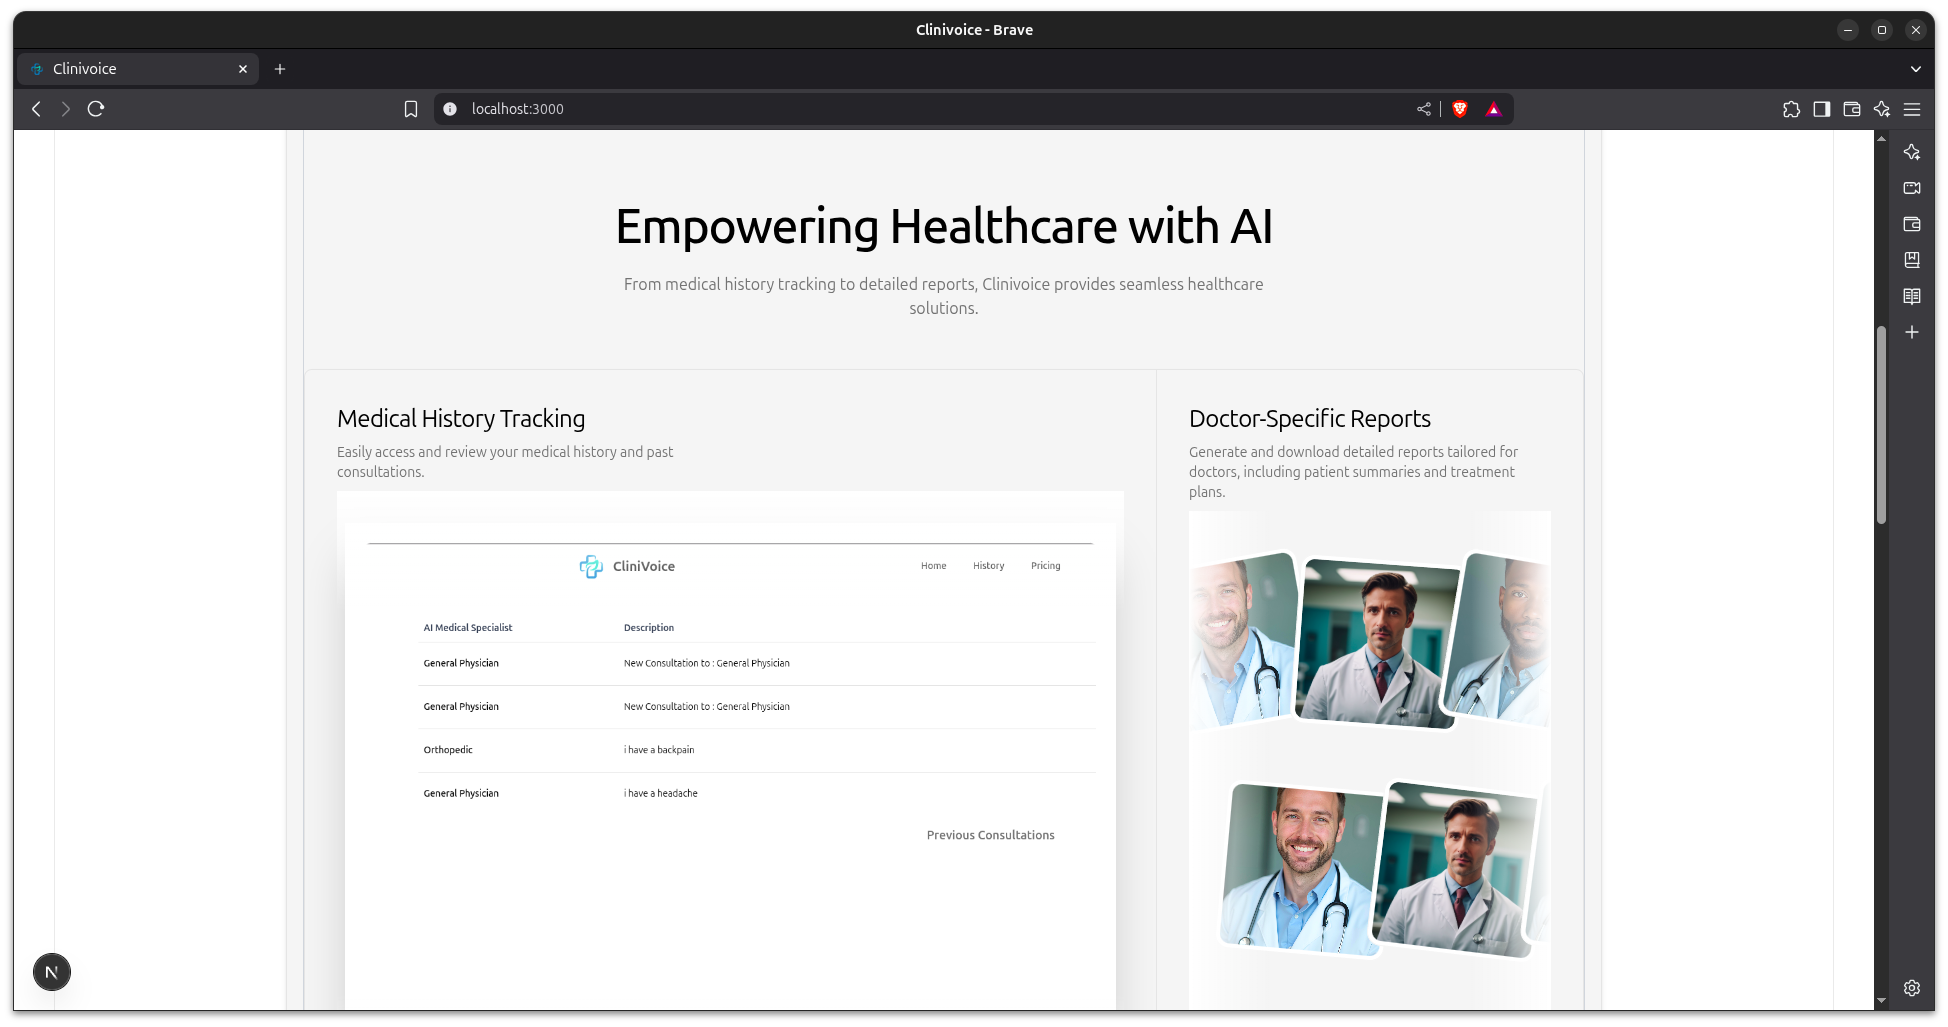 Clinivoice - Brave
Clinivoice
localhost:3000
Empowering Healthcare with AI
From medical history tracking to detailed reports, Clinivoice provides seamless healthcare
solutions.
Medical History Tracking
Easily access and review your medical history and past
consultations.
CliniVoice
Home
History
Pricing
AI Medical Specialist
Description
General Physician
New Consultation to : General Physician
General Physician
New Consultation to : General Physician
Orthopedic
i have a backpain
General Physician
i have a headache
Previous Consultations
Doctor-Specific Reports
Generate and download detailed reports tailored for
doctors, including patient summaries and treatment
plans.
N